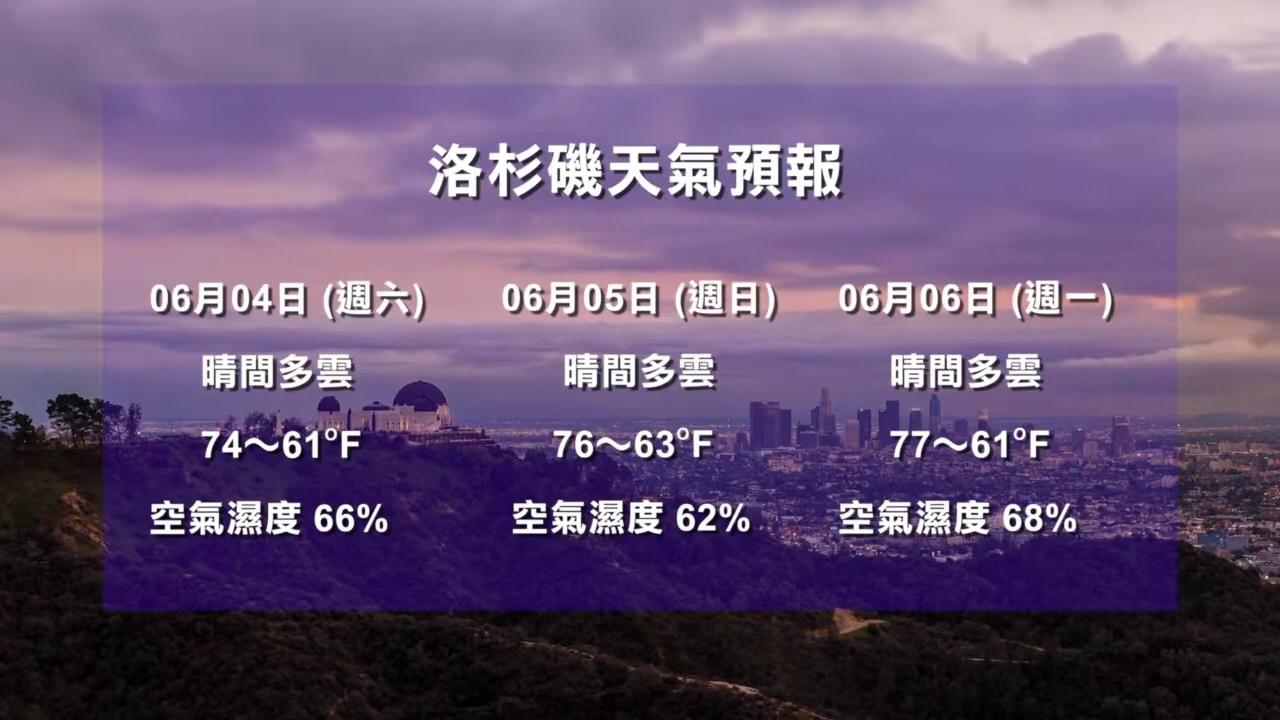 洛杉磯天氣預報
06月04日 (週六) 06月05日 (週日) 06月06日 (週一)
晴間多雲 晴間多雲 晴間多雲
74～61°F 76～63°F 77～61°F
空氣濕度 66% 空氣濕度 62% 空氣濕度 68%